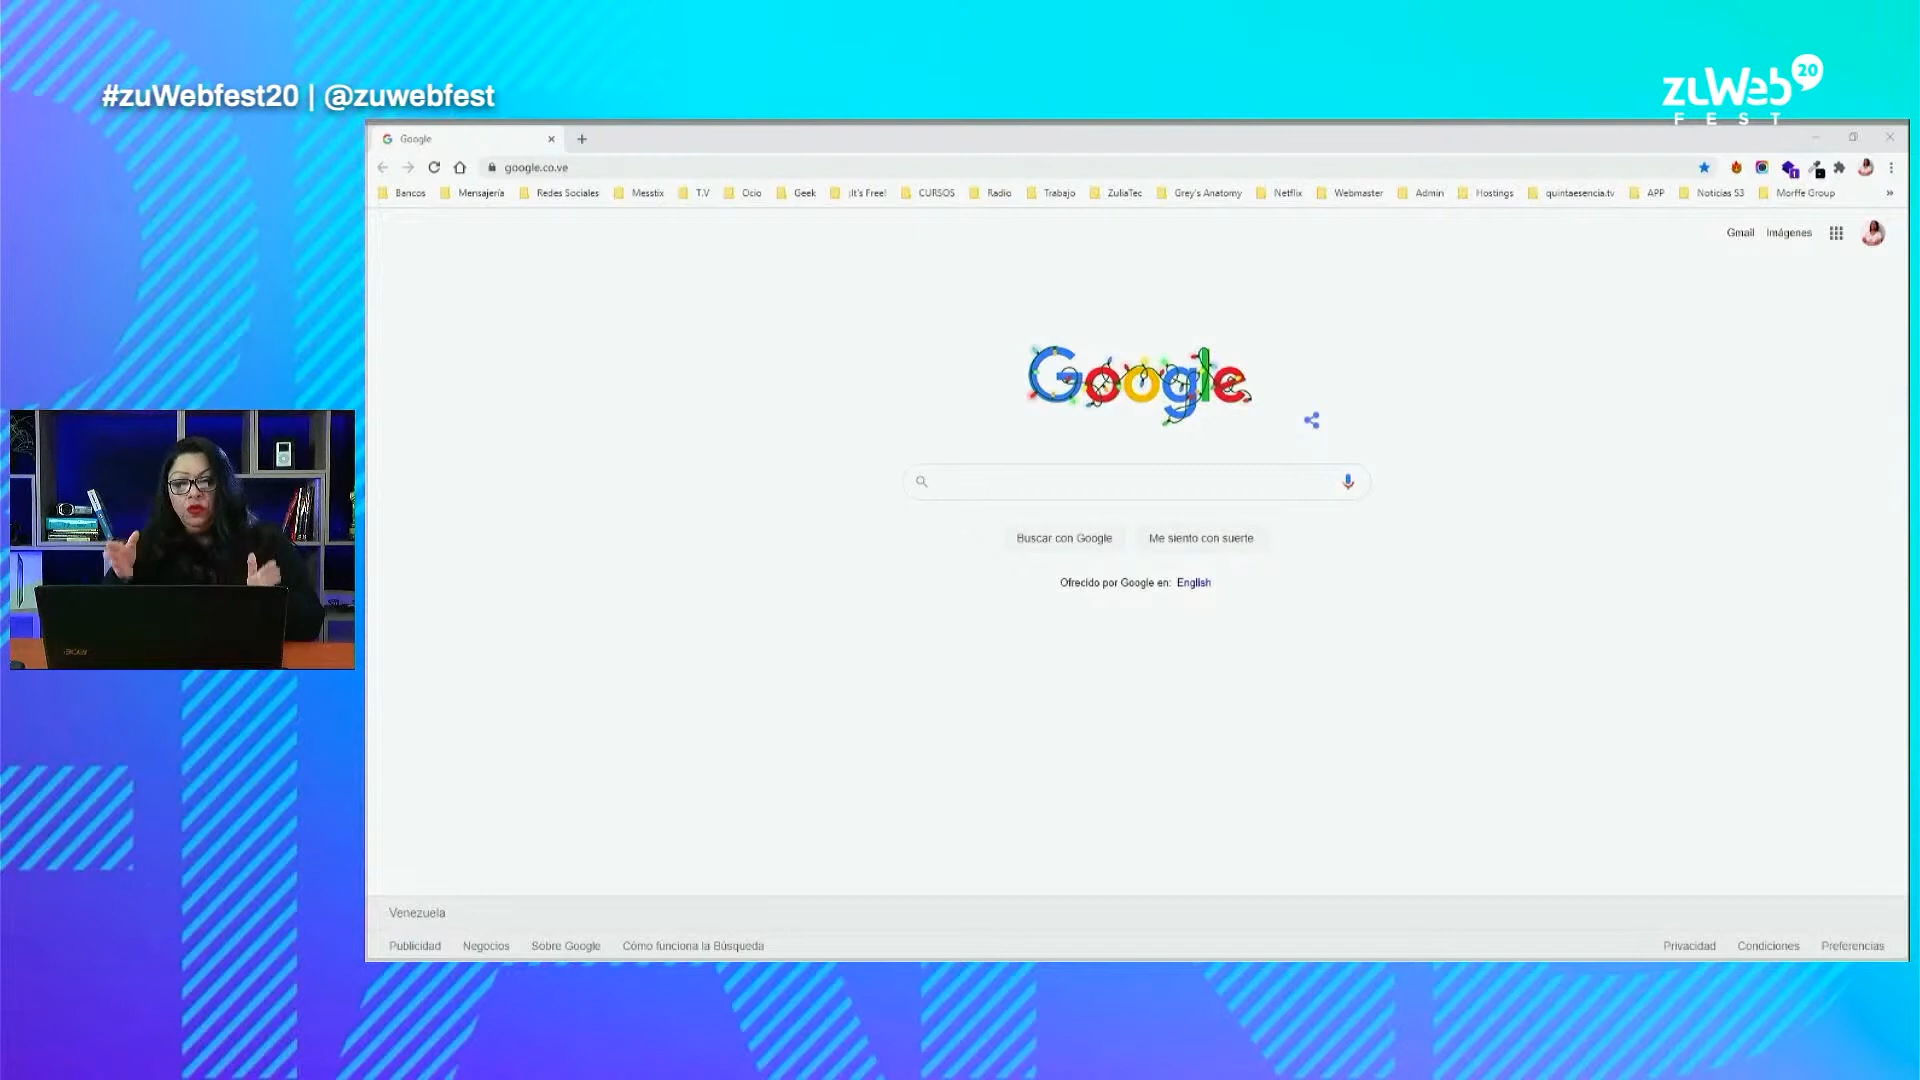 #zuWebfest20 | @zuwebfest
zuWeb 20
FEST
Google
google.co.ve
Bancos Mensajería Redes Sociales Messtix T.V Ocio Geek ¡It's Free! CURSOS Radio Trabajo ZuliaTec Grey's Anatomy Netflix Webmaster Admin Hostings quintaesencia.tv APP Noticias S3 Morffe Group »
Gmail Imágenes
Google
Buscar con Google Me siento con suerte
Ofrecido por Google en: English
acer
Venezuela
Publicidad Negocios Sobre Google Cómo funciona la Búsqueda Privacidad Condiciones Preferencias